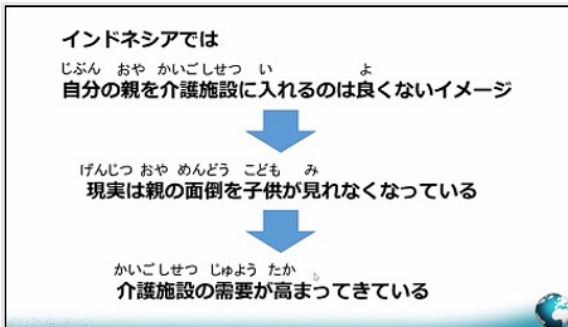 インドネシアでは
じぶん おや かいごしせつ い よ
自分の親を介護施設に入れるのは良くないイメージ
げんじつ おや めんどう こども み
現実は親の面倒を子供が見れなくなっている
かいごしせつ じゅよう たか
介護施設の需要が高まってきている